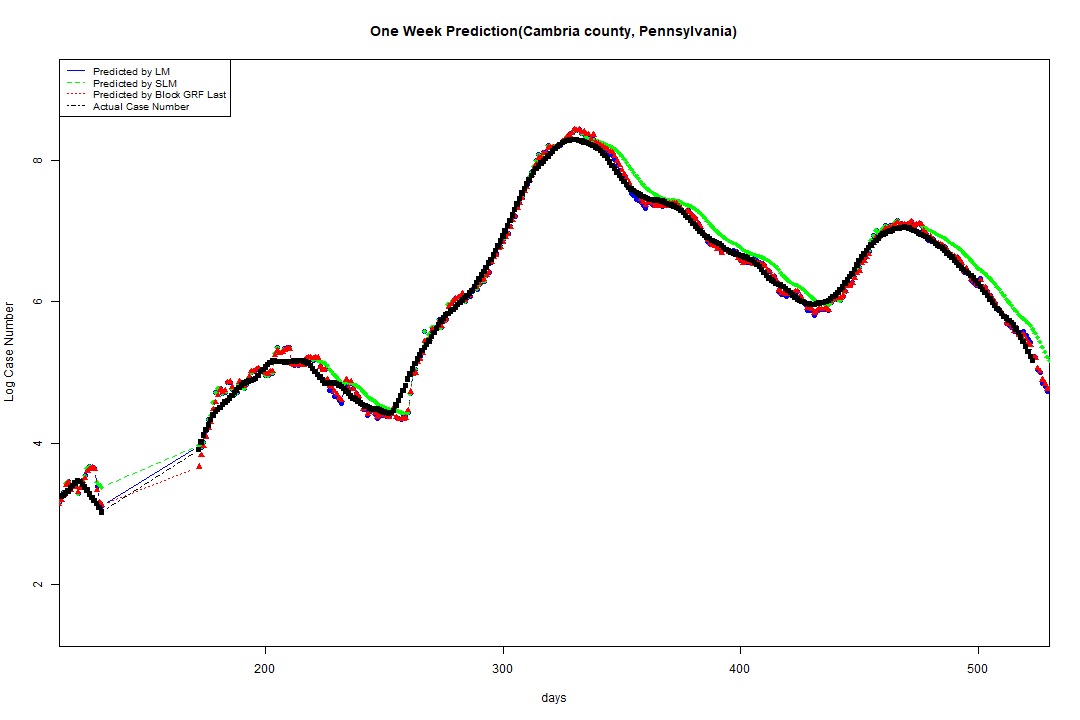 One Week Prediction(Cambria county, Pennsylvania)
Predicted by LM
Predicted by SLM
Predicted by Block GRF Last
Actual Case Number
8
6
4
2
Log Case Number
200 300 400 500
days